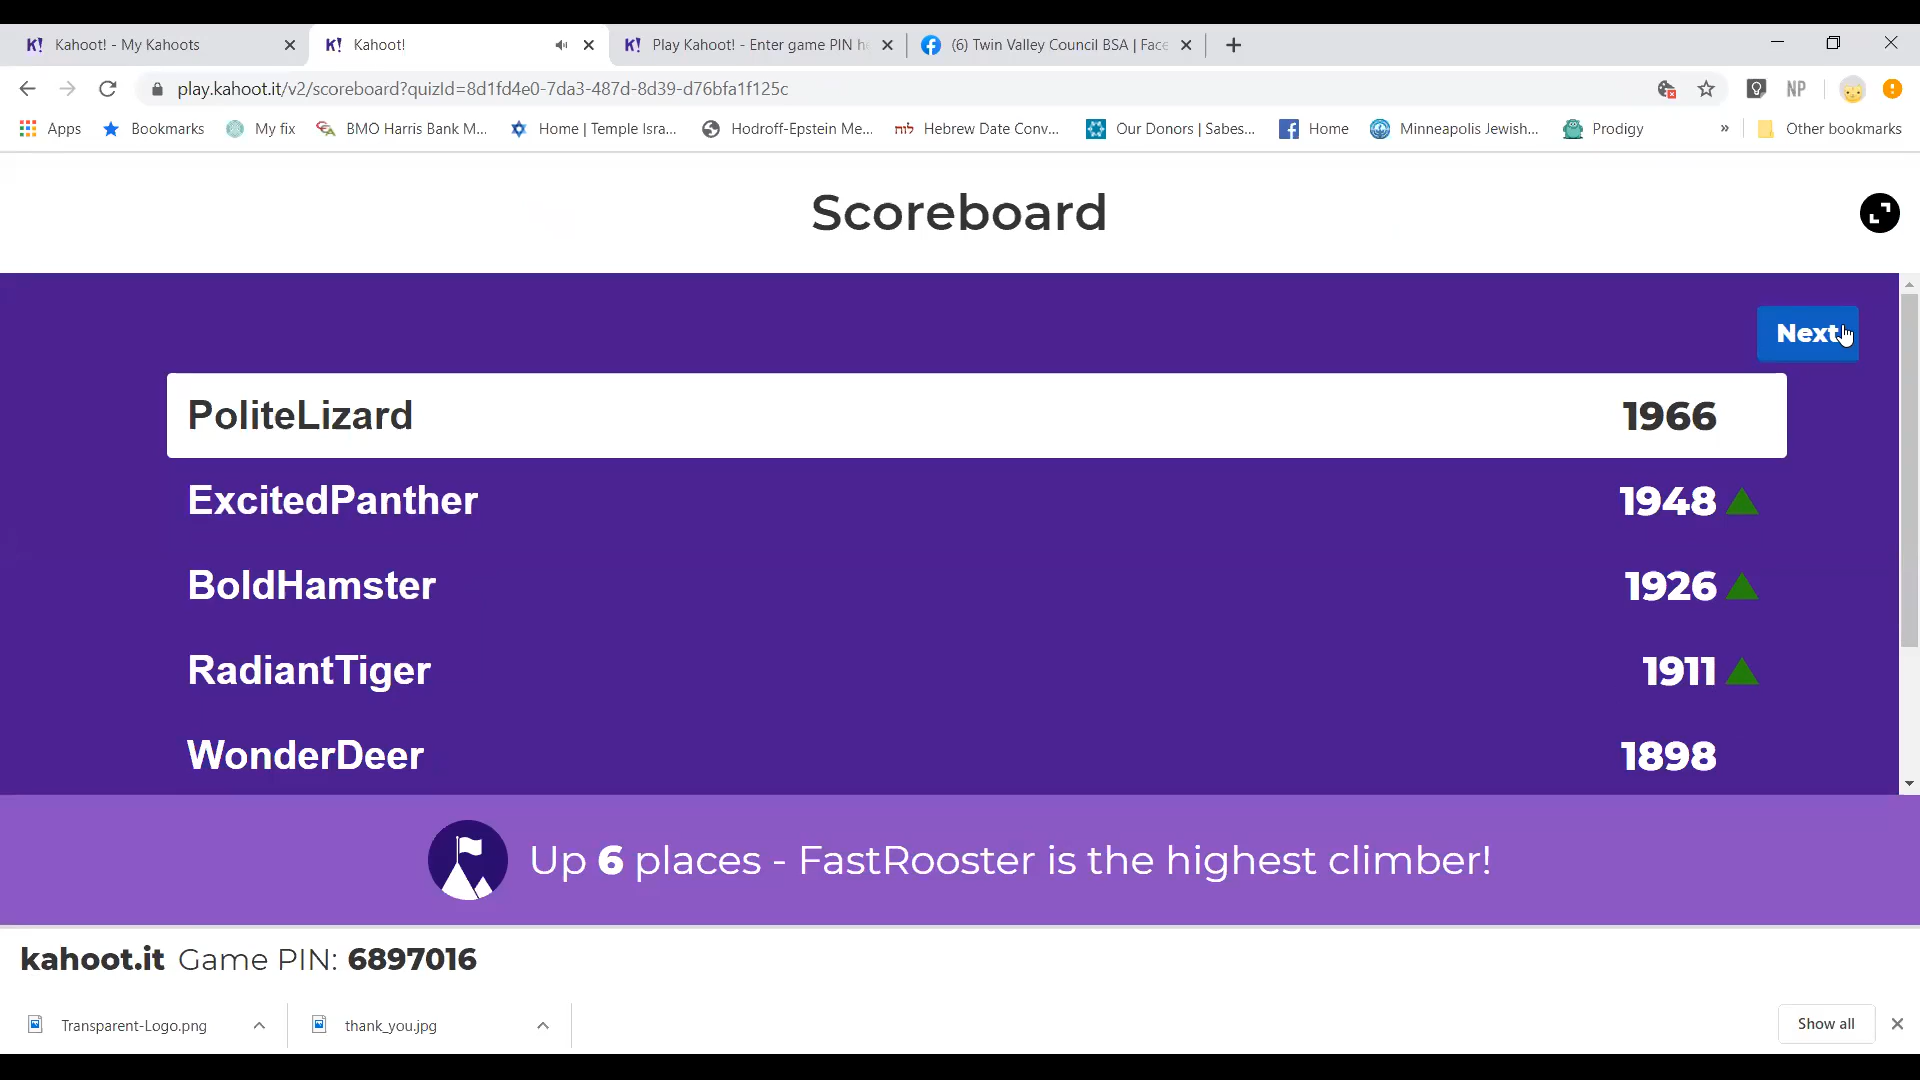 K! Kahoot! - My Kahoots
K! Kahoot!
K! Play Kahoot! - Enter game PIN he
(6) Twin Valley Council BSA | Face
play.kahoot.it/v2/scoreboard?quizId=8d1fd4e0-7da3-487d-8d39-d76bfa1f125c
NP
Apps
Bookmarks
My fix
BMO Harris Bank M...
Home | Temple Isra...
Hodroff-Epstein Me...
Hebrew Date Conv...
Our Donors | Sabes...
Home
Minneapolis Jewish...
Prodigy
»
Other bookmarks
Scoreboard
Next
PoliteLizard 1966
ExcitedPanther 1948
BoldHamster 1926
RadiantTiger 1911
WonderDeer 1898
Up 6 places - FastRooster is the highest climber!
kahoot.it Game PIN: 6897016
Transparent-Logo.png
thank_you.jpg
Show all